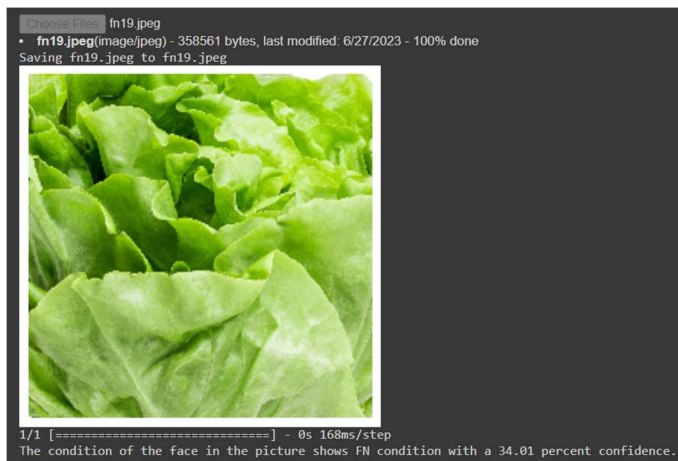 Choose Files fn19.jpeg
• fn19.jpeg(image/jpeg) - 358561 bytes, last modified: 6/27/2023 - 100% done
Saving fn19.jpeg to fn19.jpeg
1/1 [==============================] - 0s 168ms/step
The condition of the face in the picture shows FN condition with a 34.01 percent confidence.